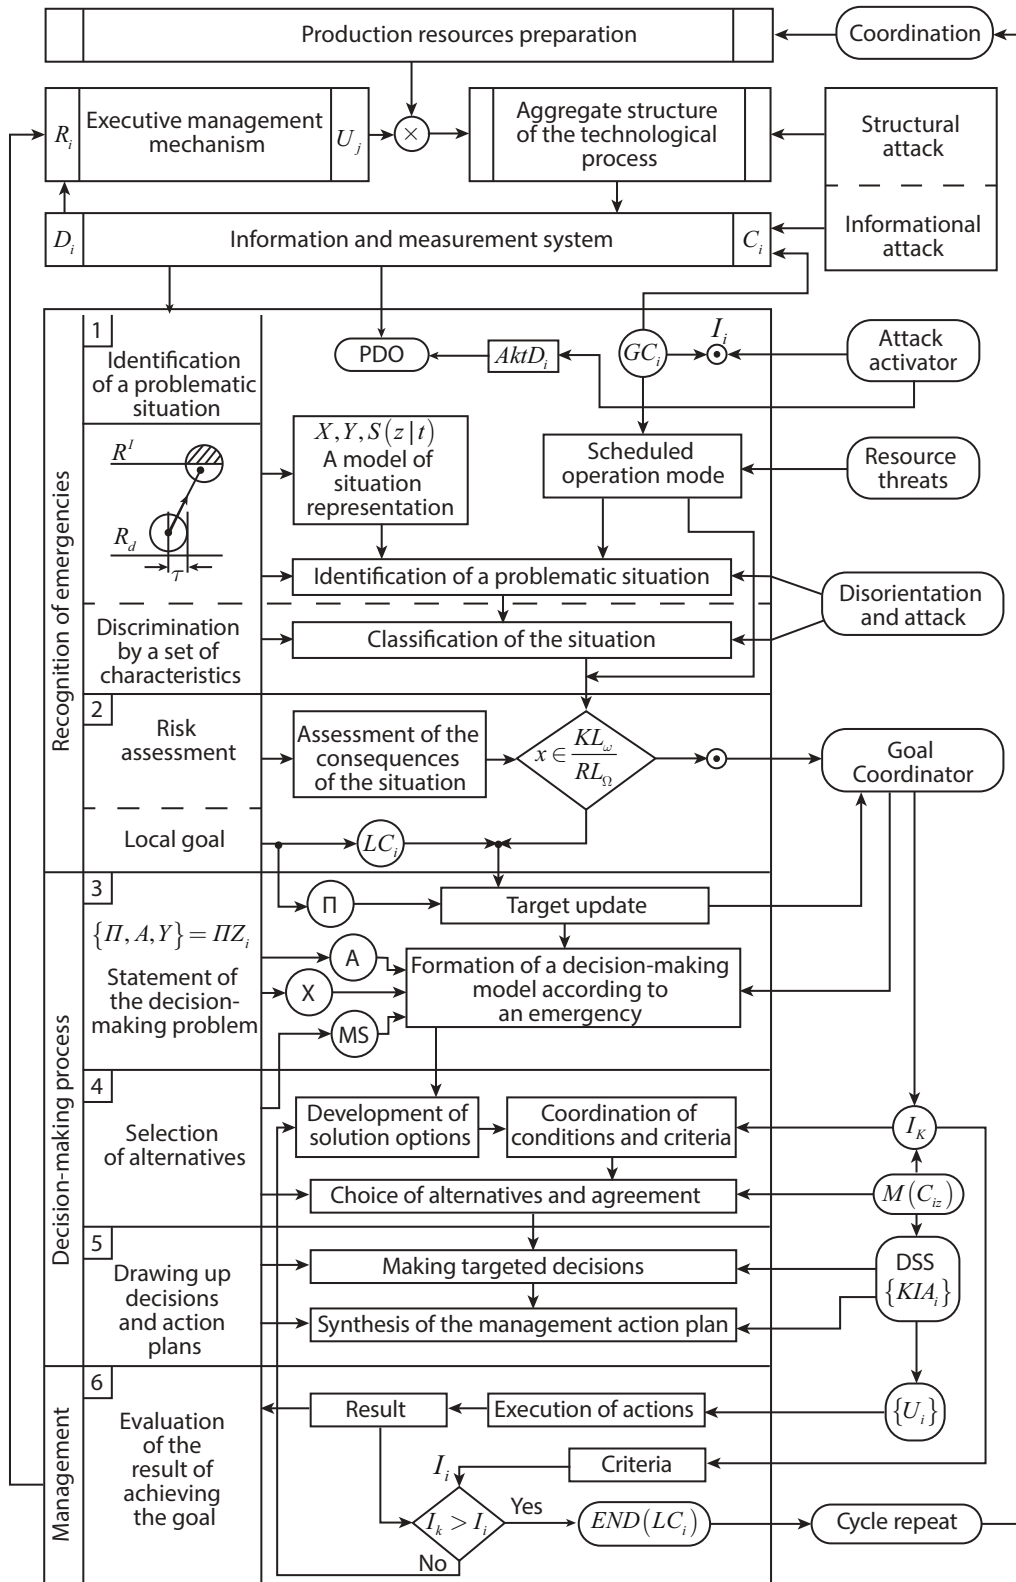 Production resources preparation
Coordination
R_i
Executive management
mechanism
U_j
×
Aggregate structure
of the technological
process
Structural
attack
D_i
Information and measurement system
C_i
Informational
attack
1
Identification
of a problematic
situation
PDO
AktD_i
GC_i
I_i
Attack
activator
R^I
R_d
τ
X, Y, S(z|t)
A model of
situation
representation
Scheduled
operation mode
Resource
threats
Identification of a problematic situation
Disorientation
and attack
Discrimination
by a set of
characteristics
Classification of the situation
Recognition of emergencies
2
Risk
assessment
Assessment of the
consequences
of the situation
x ∈ KL_ω / RL_Ω
Goal
Coordinator
Local goal
LC_i
3
Π
Target update
{Π, A, Y} = ΠZ_i
Statement of
the decision-
making problem
A
X
MS
Formation of a decision-making
model according to
an emergency
Decision-making process
4
Selection
of alternatives
Development of
solution options
Coordination of
conditions and criteria
I_K
Choice of alternatives and agreement
M(C_iz)
5
Drawing up
decisions
and action
plans
Making targeted decisions
DSS
{KIA_i}
Synthesis of the management action plan
Management
6
Evaluation
of the
result of
achieving
the goal
Result
Execution of actions
{U_i}
Criteria
I_i
I_k > I_i
Yes
No
END(LC_i)
Cycle repeat